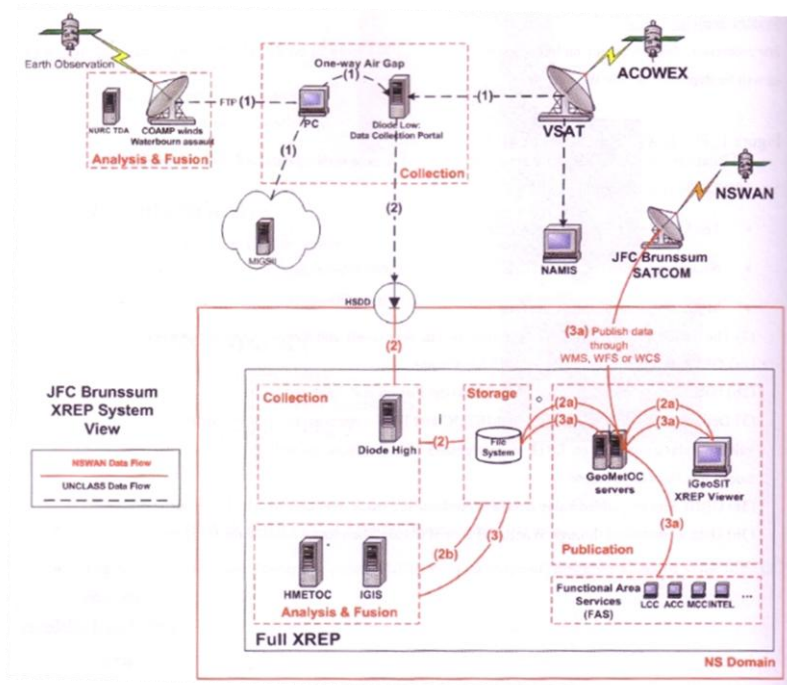 Earth Observation
NURC TDA
COAMP winds
Waterbourn assault
Analysis & Fusion
FTP (1)
One-way Air Gap
(1)
PC
Diode Low:
Data Collection Portal
Collection
(1)
(1)
VSAT
ACOWEX
(2)
NSWAN
NAMIS
JFC Brunssum
SATCOM
HSDD
(2)
(3a) Publish data
through
WMS, WFS or WCS
JFC Brunssum
XREP System
View
NSWAN Data Flow
UNCLASS Data Flow
Collection
Diode High
(2)
Storage
File
System
(2a)
(3a)
(2a)
(3a)
GeoMetOC
servers
iGeoSIT
XREP Viewer
(3a)
Publication
(2b)
(3)
HMETOC
IGIS
Analysis & Fusion
Functional Area
Services
(FAS)
LCC ACC MCC INTEL ...
Full XREP
NS Domain